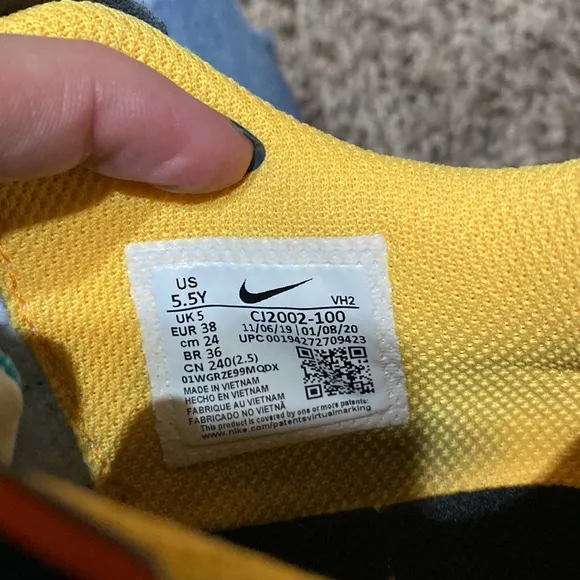 US
5.5Y
VH2
UK 5
CJ2002-100
EUR 38
11/06/19 01/08/20
cm 24
UPC 00194272709423
BR 36
CN 240(2.5)
01WGRZE99MQDX
MADE IN VIETNAM
HECHO EN VIETNAM
FABRIQUE AU VIETNAM
FABRICADO NO VIETNÃ
This product is covered by one or more patents:
www.nike.com/patentsvirtualmarking